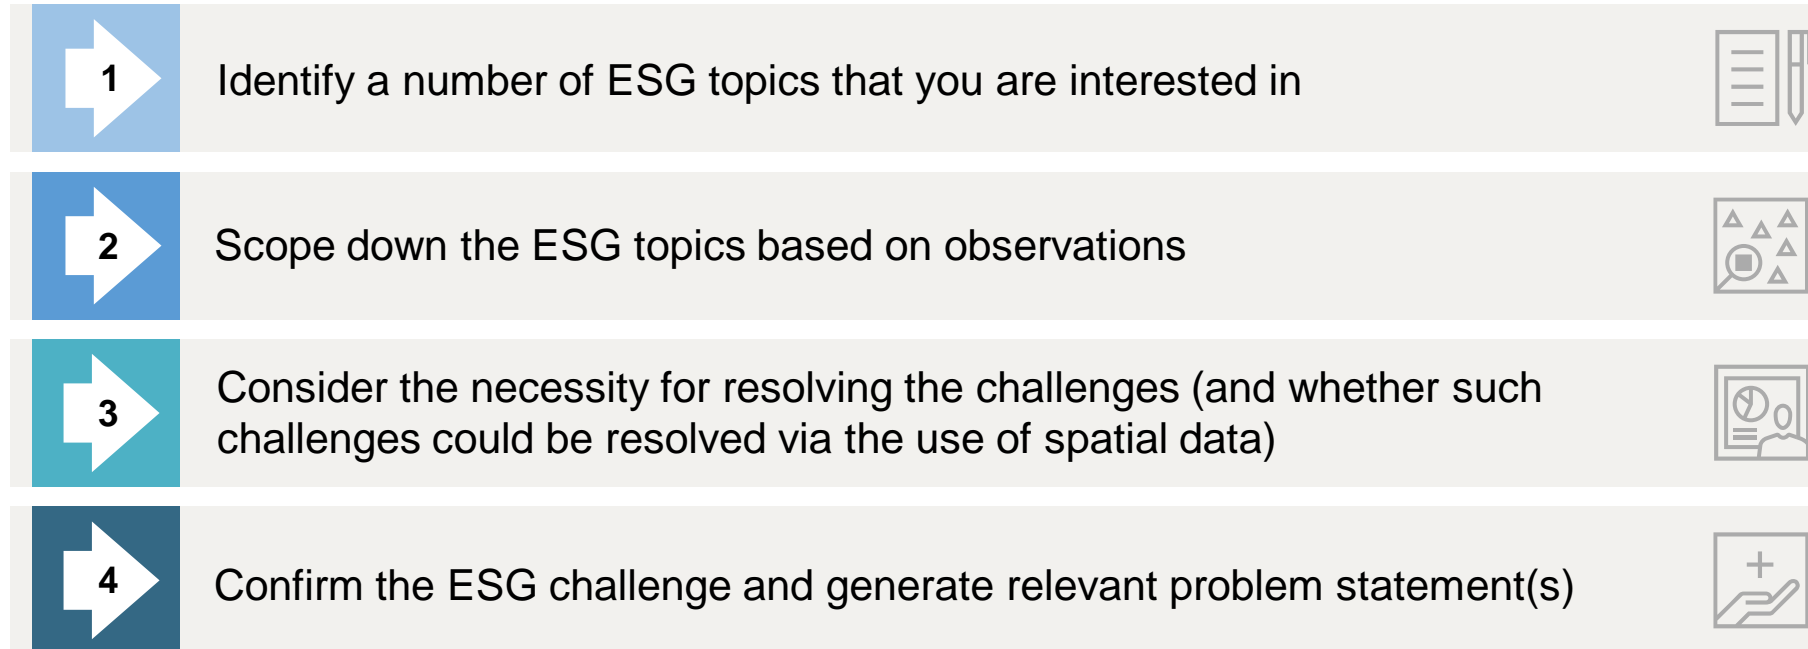 1
Identify a number of ESG topics that you are interested in
2
Scope down the ESG topics based on observations
3
Consider the necessity for resolving the challenges (and whether such
challenges could be resolved via the use of spatial data)
4
Confirm the ESG challenge and generate relevant problem statement(s)